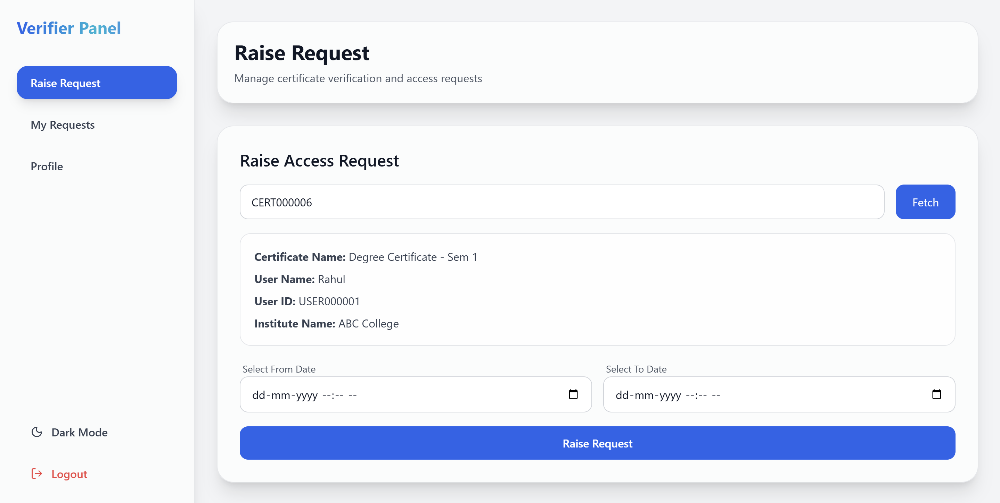 Verifier Panel
Raise Request
My Requests
Profile
Dark Mode
Logout
Raise Request
Manage certificate verification and access requests
Raise Access Request
CERT000006
Fetch
Certificate Name: Degree Certificate - Sem 1
User Name: Rahul
User ID: USER000001
Institute Name: ABC College
Select From Date
dd-mm-yyyy --:-- --
Select To Date
dd-mm-yyyy --:-- --
Raise Request